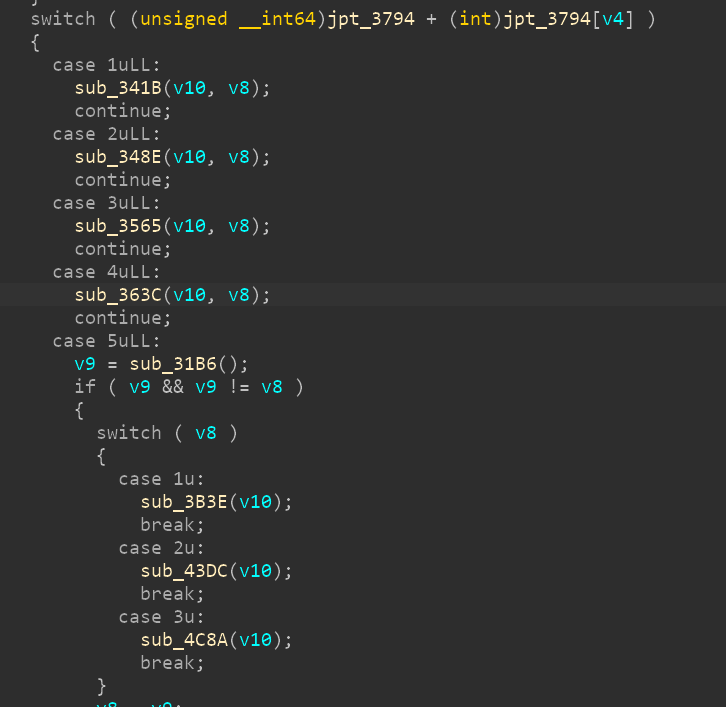 }
switch ( (unsigned __int64)jpt_3794 + (int)jpt_3794[v4] )
{
case 1uLL:
sub_341B(v10, v8);
continue;
case 2uLL:
sub_348E(v10, v8);
continue;
case 3uLL:
sub_3565(v10, v8);
continue;
case 4uLL:
sub_363C(v10, v8);
continue;
case 5uLL:
v9 = sub_31B6();
if ( v9 && v9 != v8 )
{
switch ( v8 )
{
case 1u:
sub_3B3E(v10);
break;
case 2u:
sub_43DC(v10);
break;
case 3u:
sub_4C8A(v10);
break;
}